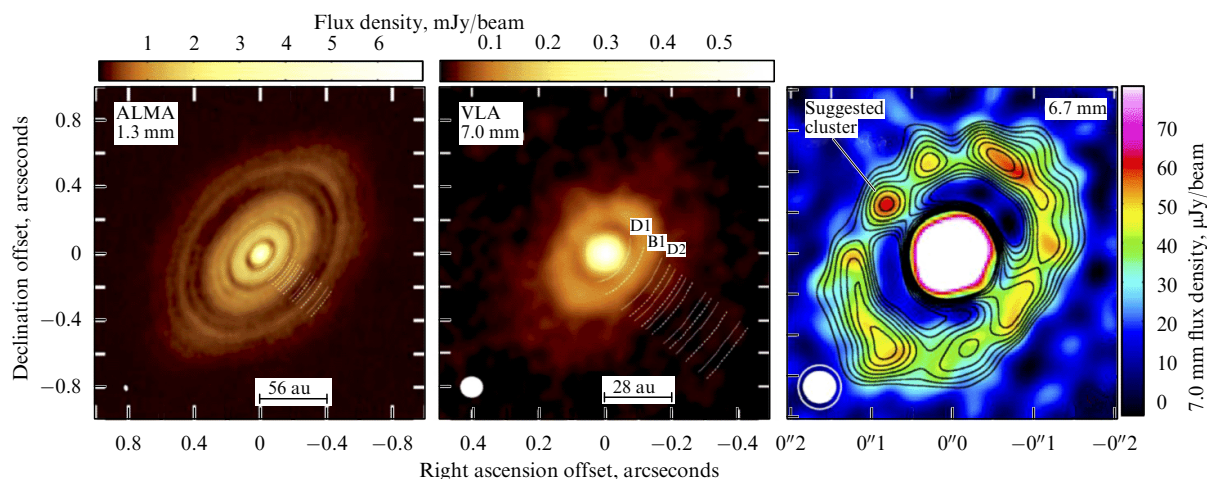 Flux density, mJy/beam
1 2 3 4 5 6
0.1 0.2 0.3 0.4 0.5
ALMA
1.3 mm
VLA
7.0 mm
Suggested
cluster
6.7 mm
D1
B1
D2
56 au
28 au
Declination offset, arcseconds
0.8
0.4
0
−0.4
−0.8
70
60
50
40
30
20
10
0
7.0 mm flux density, μJy/beam
0.8 0.4 0 −0.4 −0.8
0.4 0.2 0 −0.2 −0.4
0″2 0″1 0″0 −0″1 −0″2
Right ascension offset, arcseconds